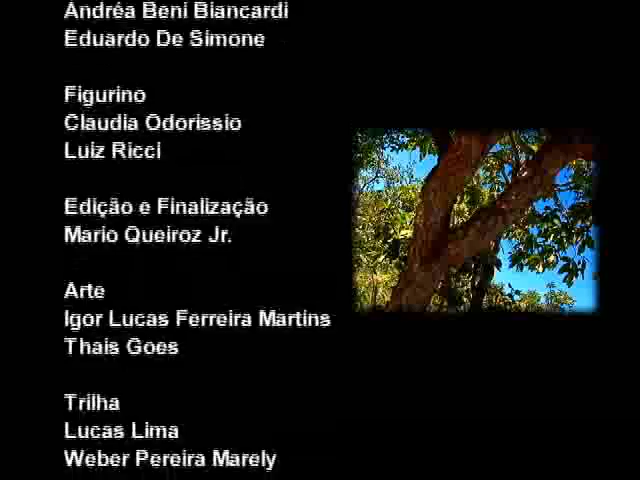 Andréa Beni Biancardi
Eduardo De Simone
Figurino
Claudia Odorissio
Luiz Ricci
Edição e Finalização
Mario Queiroz Jr.
Arte
Igor Lucas Ferreira Martins
Thais Goes
Trilha
Lucas Lima
Weber Pereira Marely